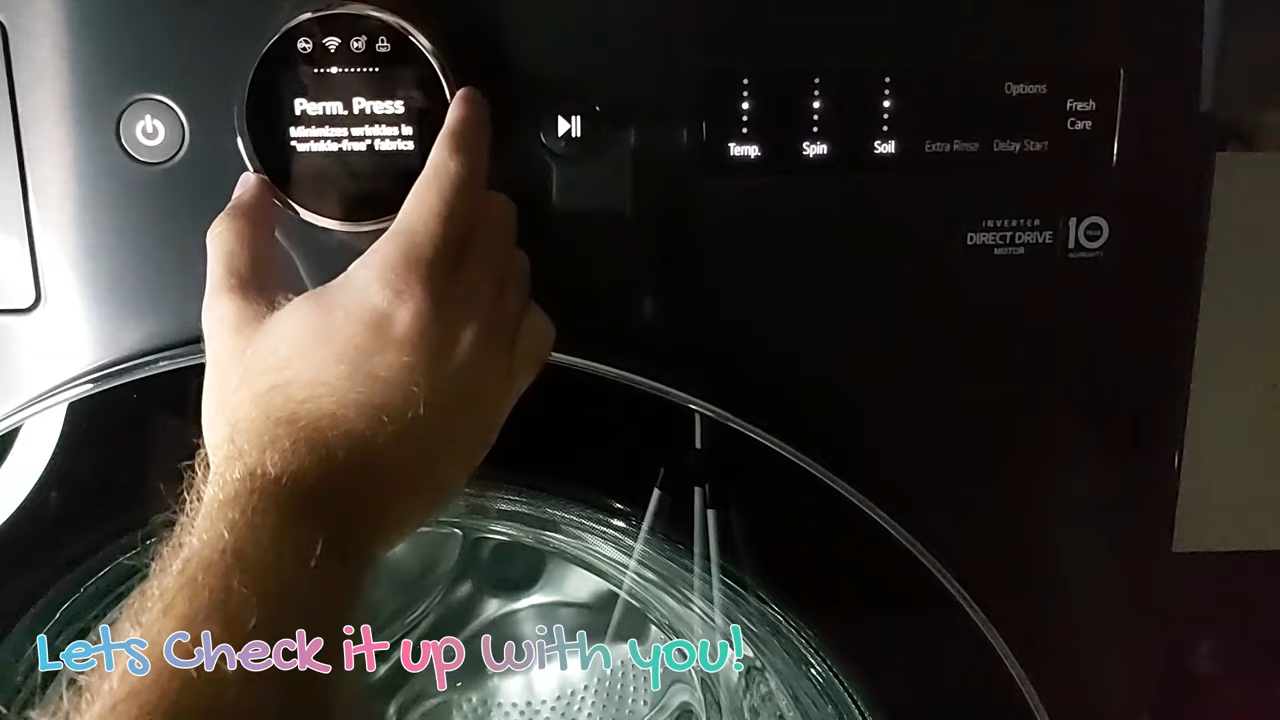 Perm. Press
Minimizes wrinkles in
"wrinkle-free" fabrics
Temp.
Spin
Soil
Options
Extra Rinse
Delay Start
Fresh
Care
INVERTER
DIRECT DRIVE
MOTOR
10
Lets Check it up with you!